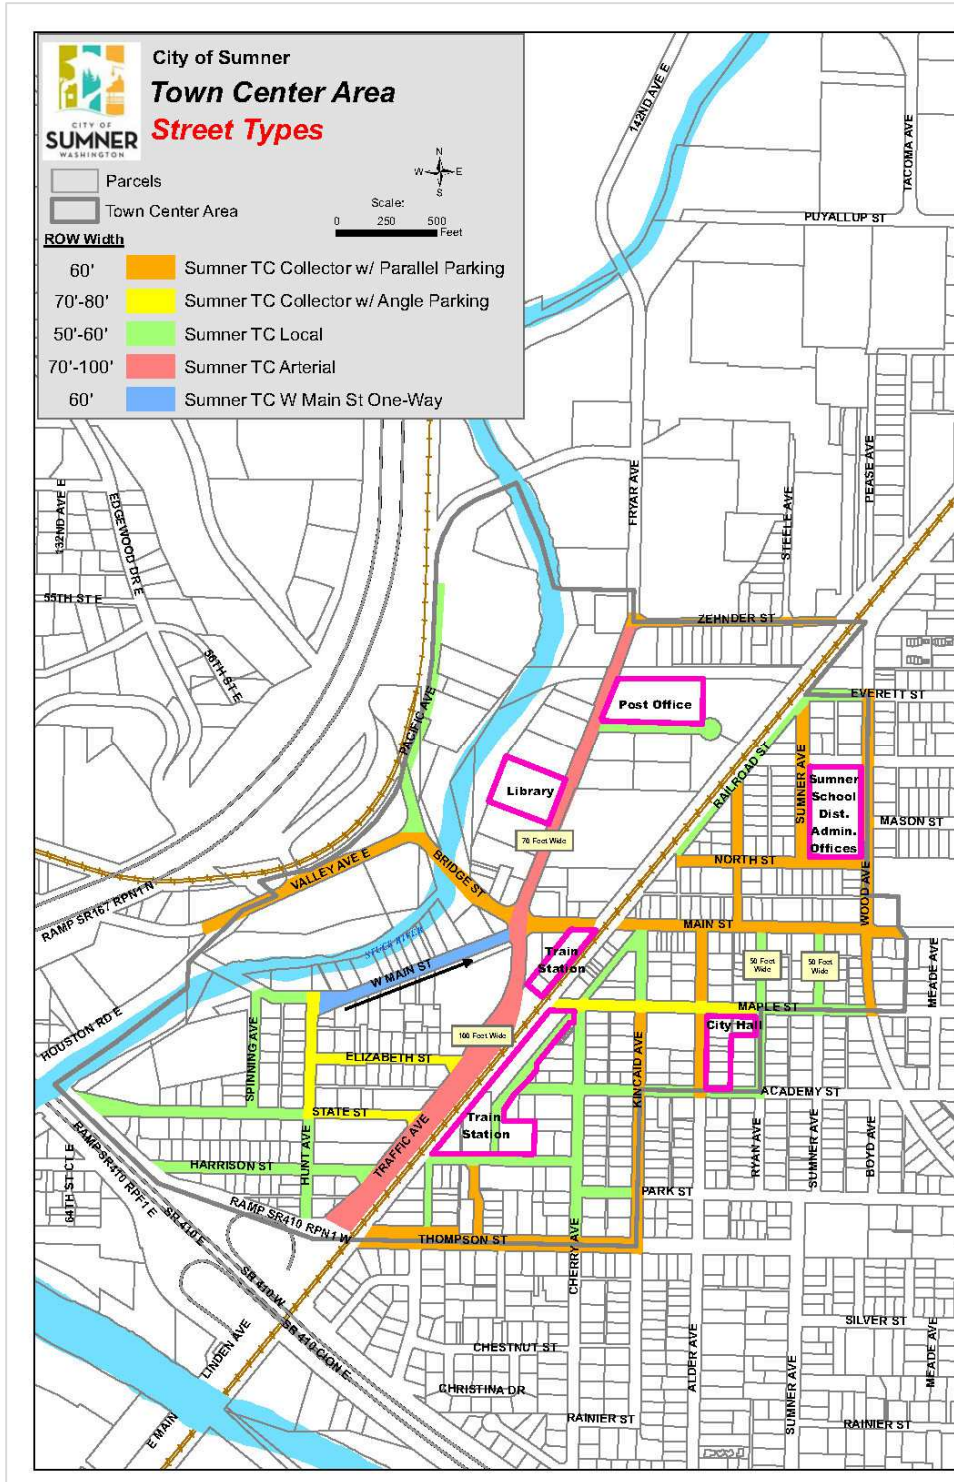 City of Sumner
Town Center Area
Street Types
CITY OF
SUMNER
WASHINGTON
N
W E
S
Parcels
Town Center Area
Scale:
0 250 500
Feet
ROW Width
60' Sumner TC Collector w/ Parallel Parking
70'-80' Sumner TC Collector w/ Angle Parking
50'-60' Sumner TC Local
70'-100' Sumner TC Arterial
60' Sumner TC W Main St One-Way
142ND AVE E
TACOMA AVE
PUYALLUP ST
PEASE AVE
FRYAR AVE
STEELE AVE
132ND AVE E
EDGEWOOD DR E
55TH ST E
56TH ST E
ZEHNDER ST
EVERETT ST
Post Office
PACIFIC AVE
RAILROAD ST
SUMNER AVE
Library
Sumner
School
Dist.
Admin.
Offices
MASON ST
70 Feet Wide
VALLEY AVE E
BRIDGE ST
NORTH ST
WOOD AVE
RAMP SR167 RPN1 N
MAIN ST
STUCK RIVER
W MAIN ST
Train
Station
50 Feet
Wide
50 Feet
Wide
MEADE AVE
MAPLE ST
HOUSTON RD E
SPINNING AVE
100 Feet Wide
City Hall
ELIZABETH ST
KINCAID AVE
ACADEMY ST
STATE ST
Train
Station
TRAFFIC AVE
HUNT AVE
RYAN AVE
SUMNER AVE
BOYD AVE
RAMP SR410 RPF1 E
64TH ST CT E
HARRISON ST
PARK ST
RAMP SR410 RPN1 W
SR 410 E
THOMPSON ST
CHERRY AVE
SR 410 W
SR 410 CION E
LINDEN AVE
SILVER ST
CHESTNUT ST
ALDER AVE
SUMNER AVE
MEADE AVE
CHRISTINA DR
RAINIER ST
RAINIER ST
E MAIN